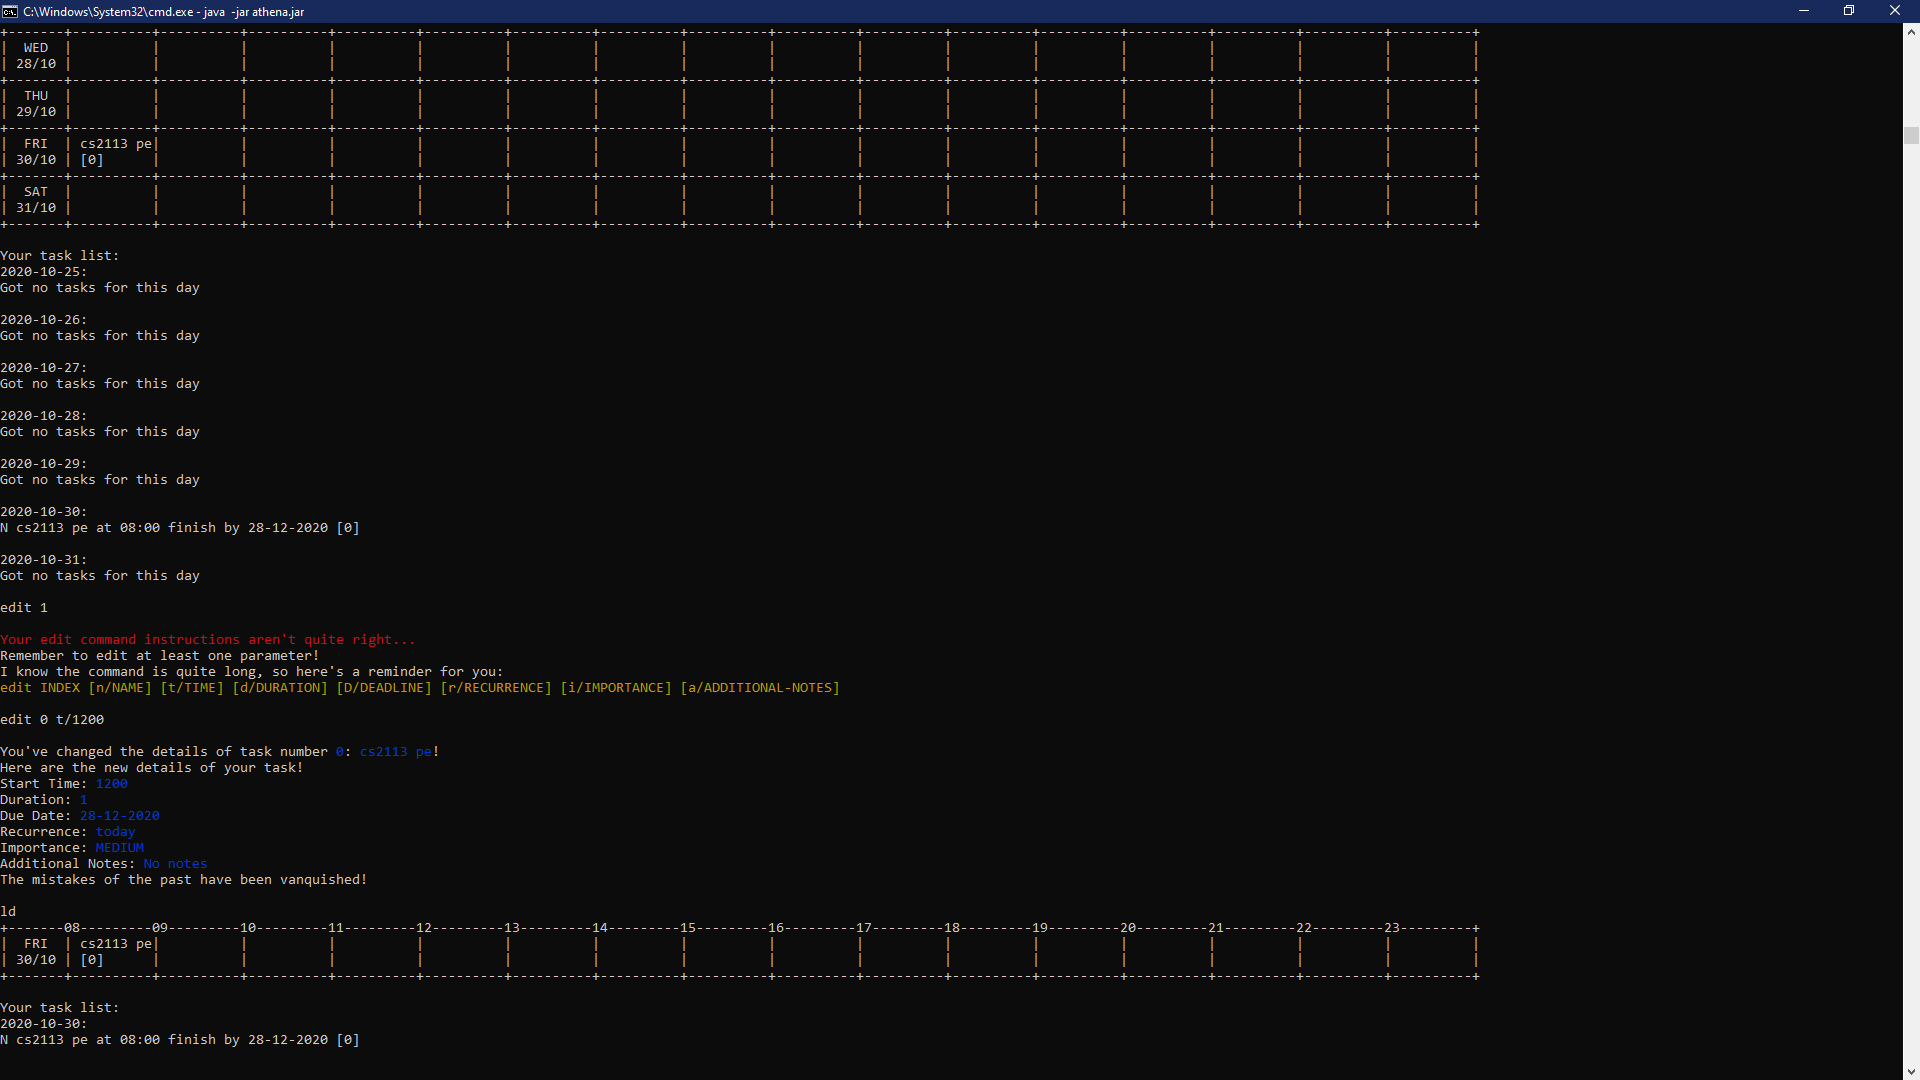 C:\Windows\System32\cmd.exe - java  -jar athena.jar
+-------+----------+----------+----------+----------+----------+----------+----------+----------+----------+----------+----------+----------+----------+----------+----------+----------+
|  WED  |          |          |          |          |          |          |          |          |          |          |          |          |          |          |          |          |
| 28/10 |          |          |          |          |          |          |          |          |          |          |          |          |          |          |          |          |
+-------+----------+----------+----------+----------+----------+----------+----------+----------+----------+----------+----------+----------+----------+----------+----------+----------+
|  THU  |          |          |          |          |          |          |          |          |          |          |          |          |          |          |          |          |
| 29/10 |          |          |          |          |          |          |          |          |          |          |          |          |          |          |          |          |
+-------+----------+----------+----------+----------+----------+----------+----------+----------+----------+----------+----------+----------+----------+----------+----------+----------+
|  FRI  | cs2113 pe|          |          |          |          |          |          |          |          |          |          |          |          |          |          |          |
| 30/10 | [0]      |          |          |          |          |          |          |          |          |          |          |          |          |          |          |          |
+-------+----------+----------+----------+----------+----------+----------+----------+----------+----------+----------+----------+----------+----------+----------+----------+----------+
|  SAT  |          |          |          |          |          |          |          |          |          |          |          |          |          |          |          |          |
| 31/10 |          |          |          |          |          |          |          |          |          |          |          |          |          |          |          |          |
+-------+----------+----------+----------+----------+----------+----------+----------+----------+----------+----------+----------+----------+----------+----------+----------+----------+
Your task list:
2020-10-25:
Got no tasks for this day
2020-10-26:
Got no tasks for this day
2020-10-27:
Got no tasks for this day
2020-10-28:
Got no tasks for this day
2020-10-29:
Got no tasks for this day
2020-10-30:
N cs2113 pe at 08:00 finish by 28-12-2020 [0]
2020-10-31:
Got no tasks for this day
edit 1
Your edit command instructions aren't quite right...
Remember to edit at least one parameter!
I know the command is quite long, so here's a reminder for you:
edit INDEX [n/NAME] [t/TIME] [d/DURATION] [D/DEADLINE] [r/RECURRENCE] [i/IMPORTANCE] [a/ADDITIONAL-NOTES]
edit 0 t/1200
You've changed the details of task number 0: cs2113 pe!
Here are the new details of your task!
Start Time: 1200
Duration: 1
Due Date: 28-12-2020
Recurrence: today
Importance: MEDIUM
Additional Notes: No notes
The mistakes of the past have been vanquished!
ld
+-------08---------09---------10---------11---------12---------13---------14---------15---------16---------17---------18---------19---------20---------21---------22---------23---------+
|  FRI  | cs2113 pe|          |          |          |          |          |          |          |          |          |          |          |          |          |          |          |
| 30/10 | [0]      |          |          |          |          |          |          |          |          |          |          |          |          |          |          |          |
+-------+----------+----------+----------+----------+----------+----------+----------+----------+----------+----------+----------+----------+----------+----------+----------+----------+
Your task list:
2020-10-30:
N cs2113 pe at 08:00 finish by 28-12-2020 [0]